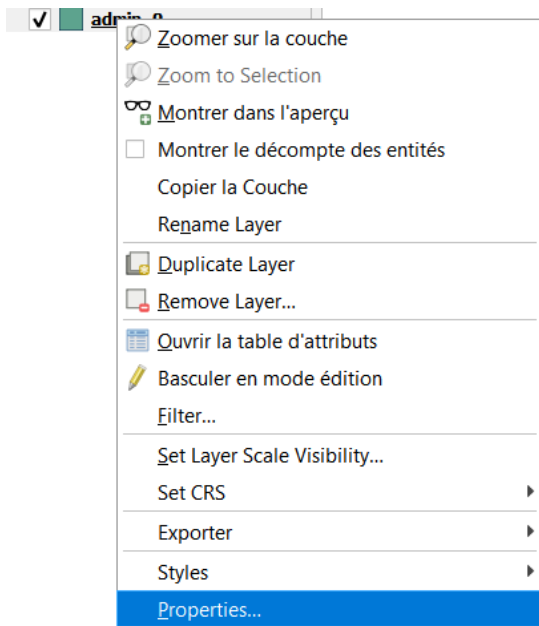 admin_0
Zoomer sur la couche
Zoom to Selection
Montrer dans l'aperçu
Montrer le décompte des entités
Copier la Couche
Rename Layer
Duplicate Layer
Remove Layer...
Ouvrir la table d'attributs
Basculer en mode édition
Filter...
Set Layer Scale Visibility...
Set CRS
Exporter
Styles
Properties...